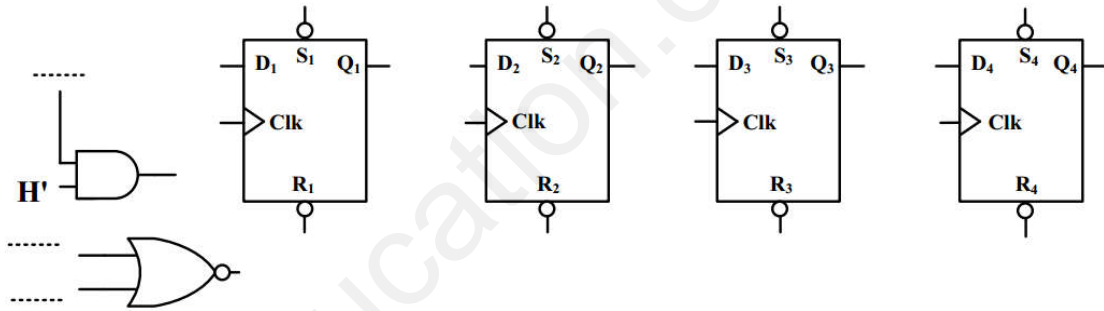 S1 S2 S3 S4
D1 Q1 D2 Q2 D3 Q3 D4 Q4
Clk Clk Clk Clk
R1 R2 R3 R4
H'
ucation.c